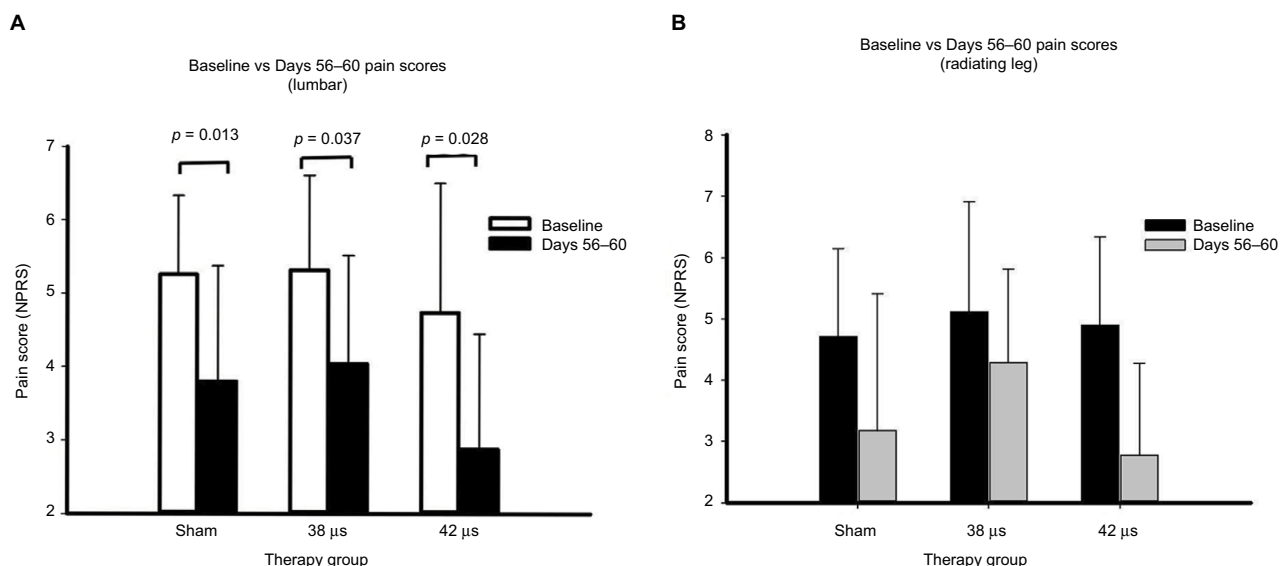 A
Baseline vs Days 56–60 pain scores
(lumbar)
p = 0.013
p = 0.037
p = 0.028
7
6
5
4
3
2
Pain score (NPRS)
Baseline
Days 56–60
Sham
38 µs
42 µs
Therapy group
B
Baseline vs Days 56–60 pain scores
(radiating leg)
8
7
6
5
4
3
2
Pain score (NPRS)
Baseline
Days 56–60
Sham
38 µs
42 µs
Therapy group